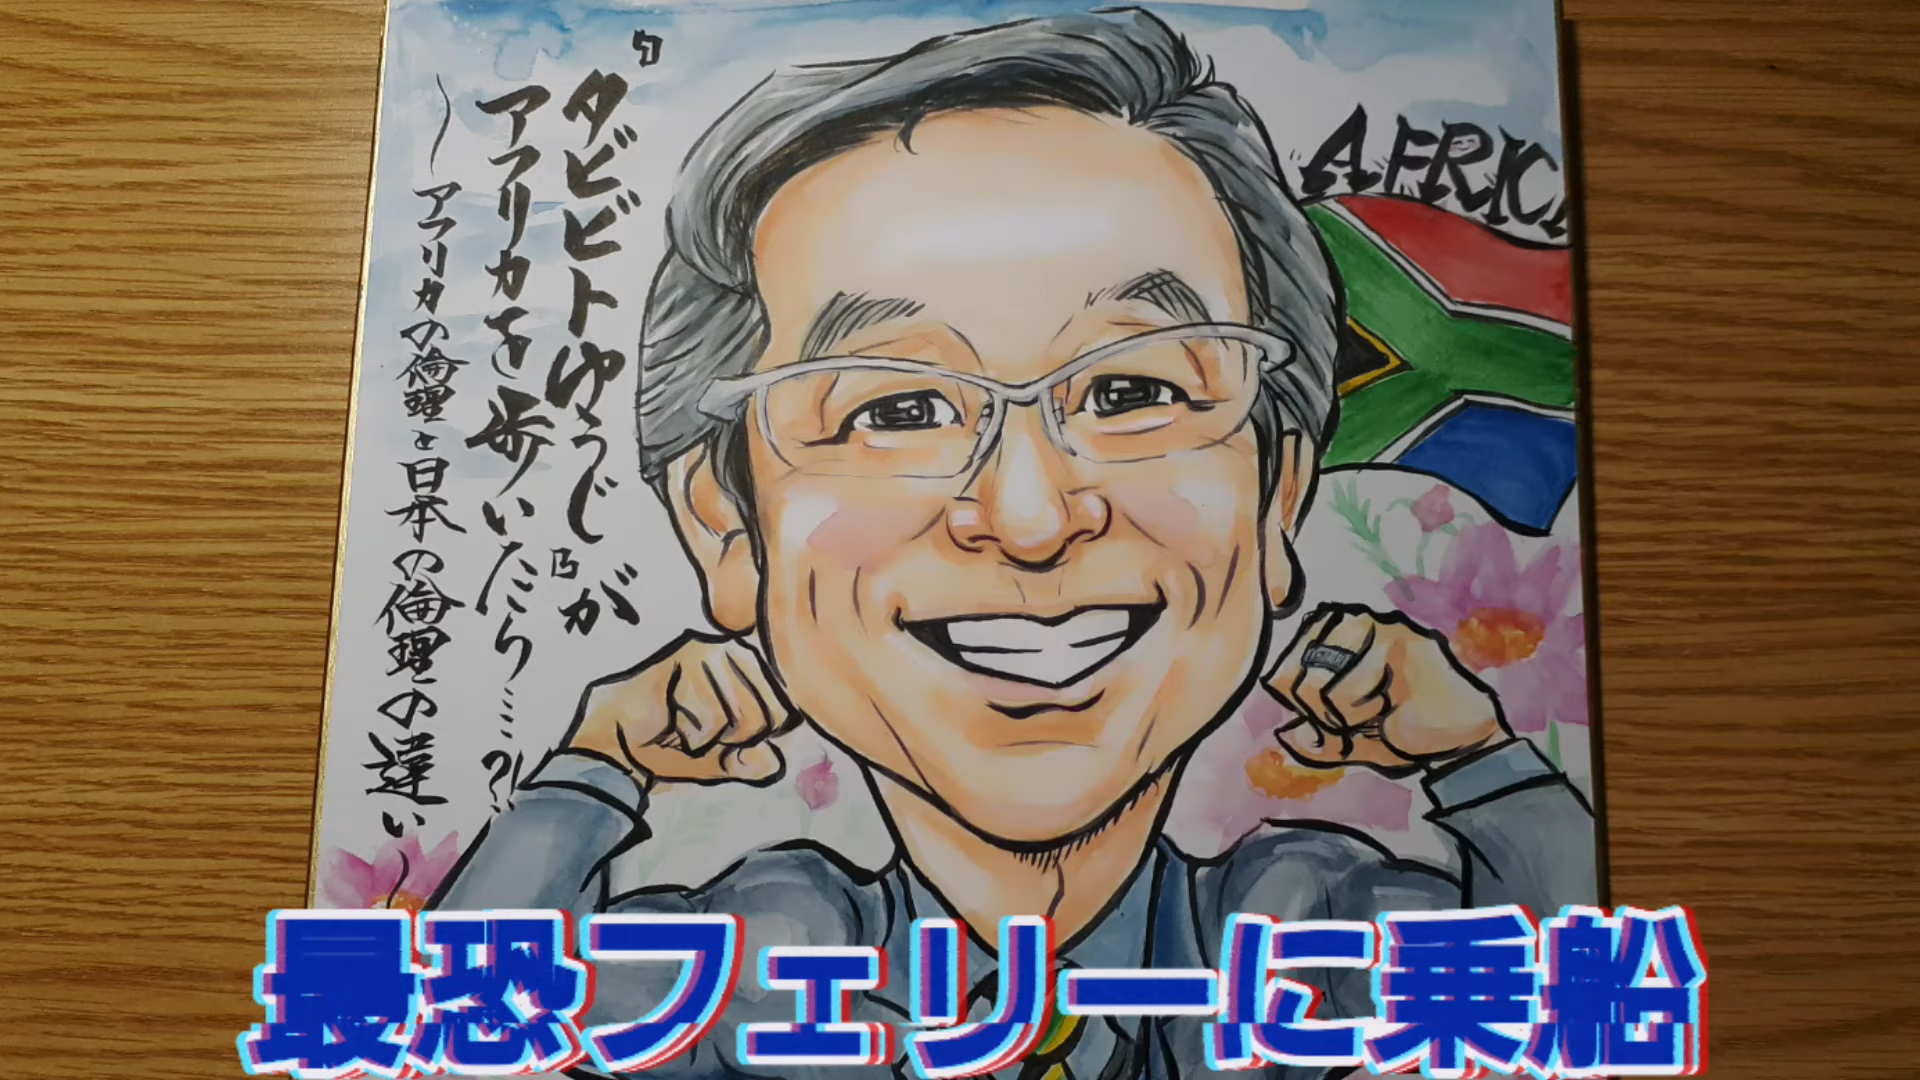 『タビビトゆうじ』が
アフリカを歩いたら……?!
〜アフリカの倫理と日本の倫理の違い〜
AFRIC
最恐フェリーに乗船